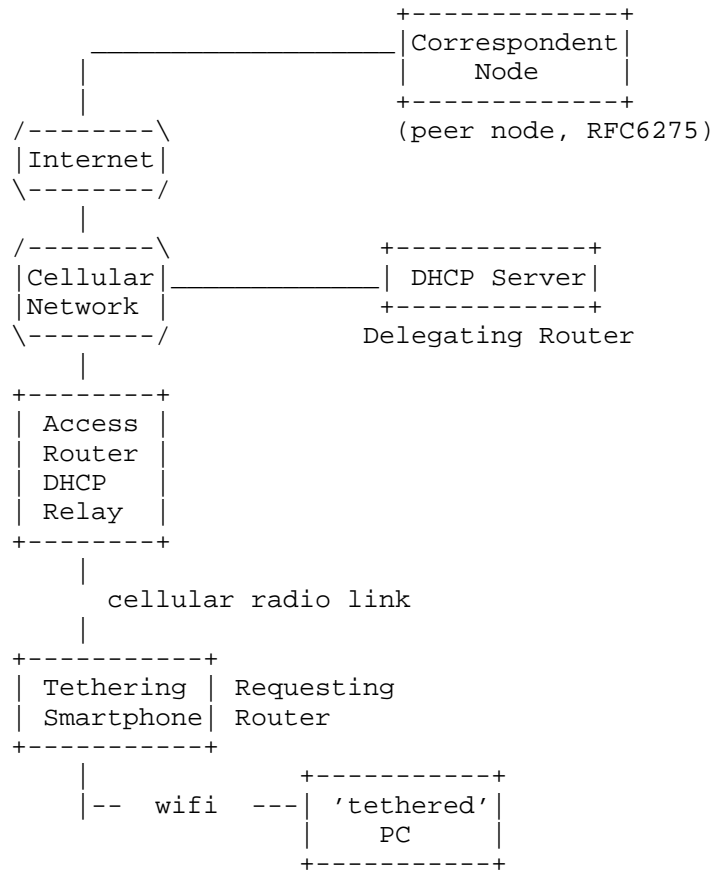 Correspondent
Node
(peer node, RFC6275)
Internet
Cellular
Network
DHCP Server
Delegating Router
Access
Router
DHCP
Relay
cellular radio link
Tethering
Smartphone
Requesting
Router
wifi
'tethered'
PC